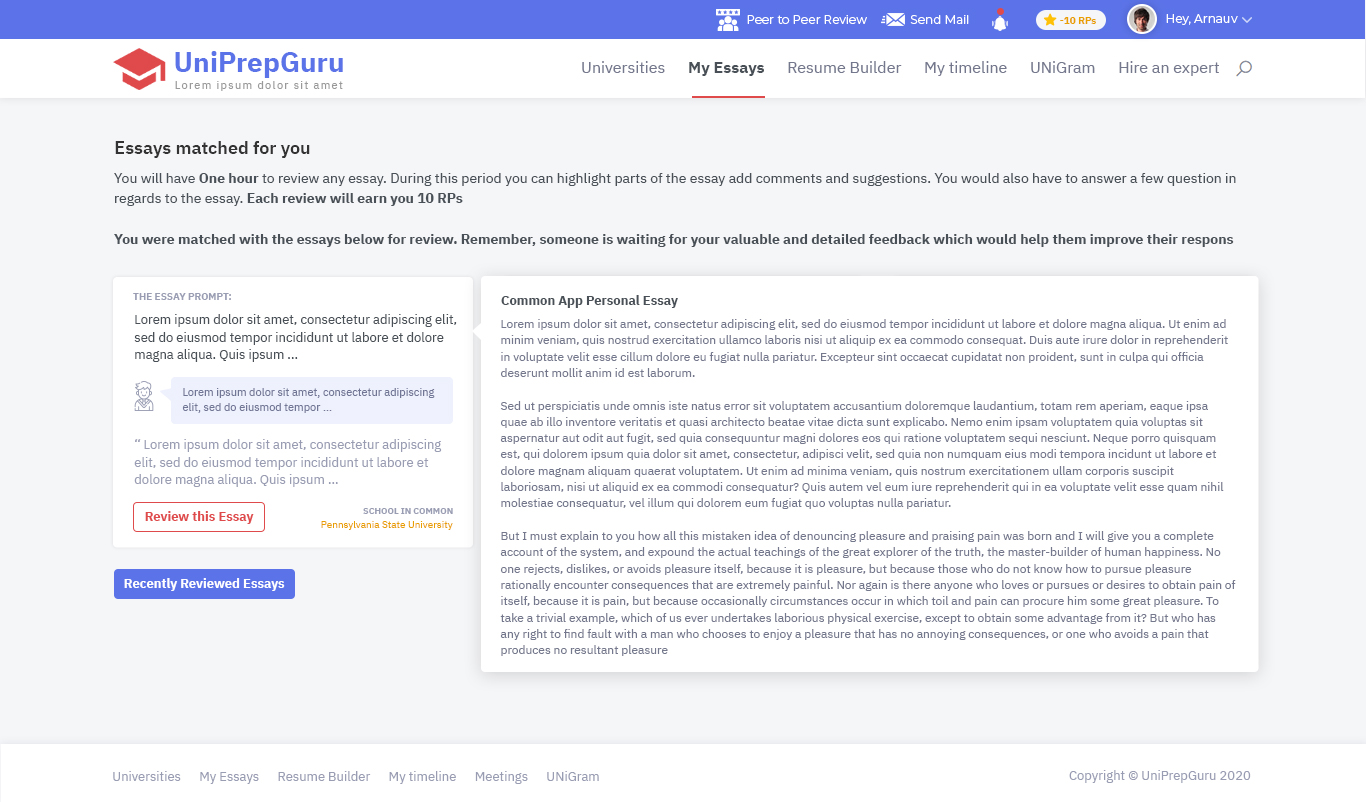 Peer to Peer Review Send Mail -10 RPs Hey, Arnauv
UniPrepGuru
Lorem ipsum dolor sit amet
Universities My Essays Resume Builder My timeline UNiGram Hire an expert
Essays matched for you
You will have One hour to review any essay. During this period you can highlight parts of the essay add comments and suggestions. You would also have to answer a few question in
regards to the essay. Each review will earn you 10 RPs
You were matched with the essays below for review. Remember, someone is waiting for your valuable and detailed feedback which would help them improve their respons
THE ESSAY PROMPT:
Lorem ipsum dolor sit amet, consectetur adipiscing elit,
sed do eiusmod tempor incididunt ut labore et dolore
magna aliqua. Quis ipsum ...
Lorem ipsum dolor sit amet, consectetur adipiscing
elit, sed do eiusmod tempor ...
“ Lorem ipsum dolor sit amet, consectetur adipiscing
elit, sed do eiusmod tempor incididunt ut labore et
dolore magna aliqua. Quis ipsum ...
Review this Essay
SCHOOL IN COMMON
Pennsylvania State University
Recently Reviewed Essays
Common App Personal Essay
Lorem ipsum dolor sit amet, consectetur adipiscing elit, sed do eiusmod tempor incididunt ut labore et dolore magna aliqua. Ut enim ad
minim veniam, quis nostrud exercitation ullamco laboris nisi ut aliquip ex ea commodo consequat. Duis aute irure dolor in reprehenderit
in voluptate velit esse cillum dolore eu fugiat nulla pariatur. Excepteur sint occaecat cupidatat non proident, sunt in culpa qui officia
deserunt mollit anim id est laborum.
Sed ut perspiciatis unde omnis iste natus error sit voluptatem accusantium doloremque laudantium, totam rem aperiam, eaque ipsa
quae ab illo inventore veritatis et quasi architecto beatae vitae dicta sunt explicabo. Nemo enim ipsam voluptatem quia voluptas sit
aspernatur aut odit aut fugit, sed quia consequuntur magni dolores eos qui ratione voluptatem sequi nesciunt. Neque porro quisquam
est, qui dolorem ipsum quia dolor sit amet, consectetur, adipisci velit, sed quia non numquam eius modi tempora incidunt ut labore et
dolore magnam aliquam quaerat voluptatem. Ut enim ad minima veniam, quis nostrum exercitationem ullam corporis suscipit
laboriosam, nisi ut aliquid ex ea commodi consequatur? Quis autem vel eum iure reprehenderit qui in ea voluptate velit esse quam nihil
molestiae consequatur, vel illum qui dolorem eum fugiat quo voluptas nulla pariatur.
But I must explain to you how all this mistaken idea of denouncing pleasure and praising pain was born and I will give you a complete
account of the system, and expound the actual teachings of the great explorer of the truth, the master-builder of human happiness. No
one rejects, dislikes, or avoids pleasure itself, because it is pleasure, but because those who do not know how to pursue pleasure
rationally encounter consequences that are extremely painful. Nor again is there anyone who loves or pursues or desires to obtain pain of
itself, because it is pain, but because occasionally circumstances occur in which toil and pain can procure him some great pleasure. To
take a trivial example, which of us ever undertakes laborious physical exercise, except to obtain some advantage from it? But who has
any right to find fault with a man who chooses to enjoy a pleasure that has no annoying consequences, or one who avoids a pain that
produces no resultant pleasure
Universities My Essays Resume Builder My timeline Meetings UNiGram
Copyright © UniPrepGuru 2020